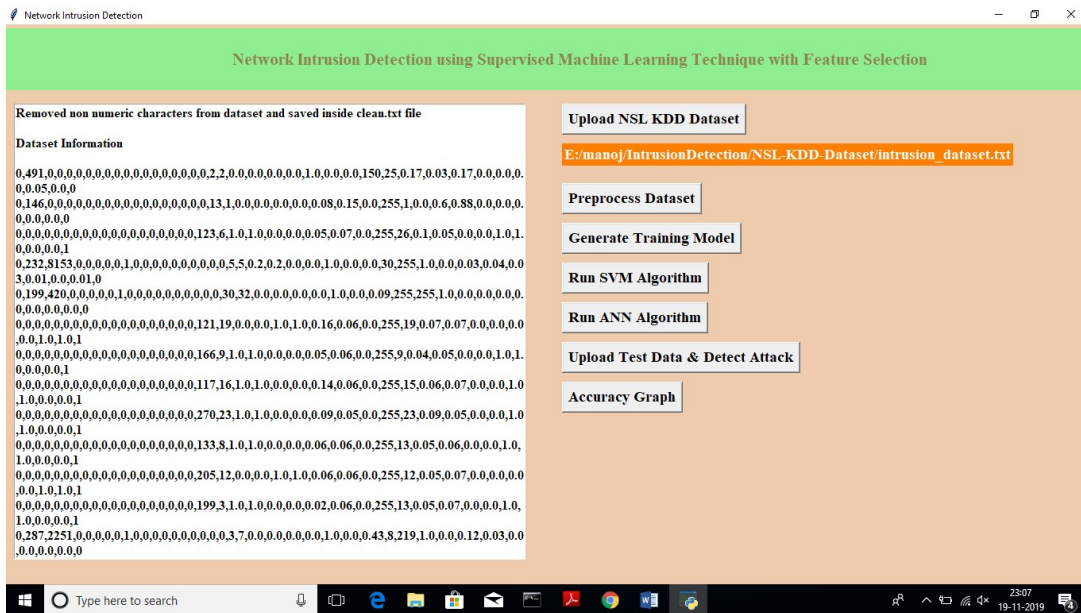 Network Intrusion Detection
Network Intrusion Detection using Supervised Machine Learning Technique with Feature Selection
Removed non numeric characters from dataset and saved inside clean.txt file
Dataset Information
0,491,0,0,0,0,0,0,0,0,0,0,0,0,0,0,0,0,0,2,2,0.0,0.0,0.0,0.0,1.0,0.0,0.0,150,25,0.17,0.03,0.17,0.0,0.0,0.
0,0.05,0.0,0
0,146,0,0,0,0,0,0,0,0,0,0,0,0,0,0,0,0,0,13,1,0.0,0.0,0.0,0.0,0.08,0.15,0.0,255,1,0.0,0.6,0.88,0.0,0.0,0.
0,0.0,0.0,0
0,0,0,0,0,0,0,0,0,0,0,0,0,0,0,0,0,0,0,123,6,1.0,1.0,0.0,0.0,0.05,0.07,0.0,255,26,0.1,0.05,0.0,0.0,1.0,1.
0,0.0,0.0,1
0,232,8153,0,0,0,0,0,1,0,0,0,0,0,0,0,0,0,0,5,5,0.2,0.2,0.0,0.0,1.0,0.0,0.0,30,255,1.0,0.0,0.03,0.04,0.0
3,0.01,0.0,0.01,0
0,199,420,0,0,0,0,0,1,0,0,0,0,0,0,0,0,0,0,30,32,0.0,0.0,0.0,0.0,1.0,0.0,0.09,255,255,1.0,0.0,0.0,0.0,0.
0,0.0,0.0,0.0,0
0,0,0,0,0,0,0,0,0,0,0,0,0,0,0,0,0,0,0,121,19,0.0,0.0,1.0,1.0,0.16,0.06,0.0,255,19,0.07,0.07,0.0,0.0,0.0
,0.0,1.0,1.0,1
0,0,0,0,0,0,0,0,0,0,0,0,0,0,0,0,0,0,0,166,9,1.0,1.0,0.0,0.0,0.05,0.06,0.0,255,9,0.04,0.05,0.0,0.0,1.0,1.
0,0.0,0.0,1
0,0,0,0,0,0,0,0,0,0,0,0,0,0,0,0,0,0,0,117,16,1.0,1.0,0.0,0.0,0.14,0.06,0.0,255,15,0.06,0.07,0.0,0.0,1.0
,1.0,0.0,0.0,1
0,0,0,0,0,0,0,0,0,0,0,0,0,0,0,0,0,0,0,270,23,1.0,1.0,0.0,0.0,0.09,0.05,0.0,255,23,0.09,0.05,0.0,0.0,1.0
,1.0,0.0,0.0,1
0,0,0,0,0,0,0,0,0,0,0,0,0,0,0,0,0,0,0,133,8,1.0,1.0,0.0,0.0,0.06,0.06,0.0,255,13,0.05,0.06,0.0,0.0,1.0,
1.0,0.0,0.0,1
0,0,0,0,0,0,0,0,0,0,0,0,0,0,0,0,0,0,0,205,12,0.0,0.0,1.0,1.0,0.06,0.06,0.0,255,12,0.05,0.07,0.0,0.0,0.0
,0.0,1.0,1.0,1
0,0,0,0,0,0,0,0,0,0,0,0,0,0,0,0,0,0,0,199,3,1.0,1.0,0.0,0.0,0.02,0.06,0.0,255,13,0.05,0.07,0.0,0.0,1.0,
1.0,0.0,0.0,1
0,287,2251,0,0,0,0,0,1,0,0,0,0,0,0,0,0,0,0,3,7,0.0,0.0,0.0,0.0,1.0,0.0,0.43,8,219,1.0,0.0,0.12,0.03,0.0
,0.0,0.0,0.0,0
Upload NSL KDD Dataset
E:/manoj/IntrusionDetection/NSL-KDD-Dataset/intrusion_dataset.txt
Preprocess Dataset
Generate Training Model
Run SVM Algorithm
Run ANN Algorithm
Upload Test Data & Detect Attack
Accuracy Graph
Type here to search
23:07
19-11-2019